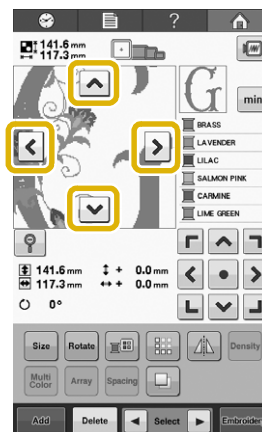 ?
141.6 mm
117.3 mm
G
min
BRASS
LAVENDER
LILAC
SALMON PINK
CARMINE
LIME GREEN
141.6 mm + 0.0 mm
117.3 mm + 0.0 mm
0°
Size Rotate Density
Multi Color Array Spacing
Add Delete Select Embroider